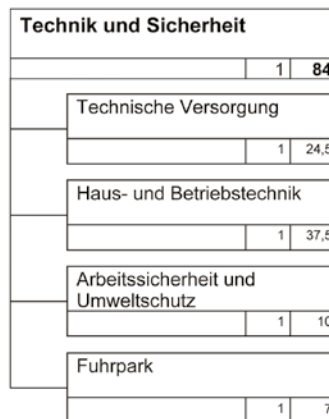 Technik und Sicherheit
1 84
Technische Versorgung
1 24,5
Haus- und Betriebstechnik
1 37,5
Arbeitssicherheit und
Umweltschutz
1 10
Fuhrpark
1 7